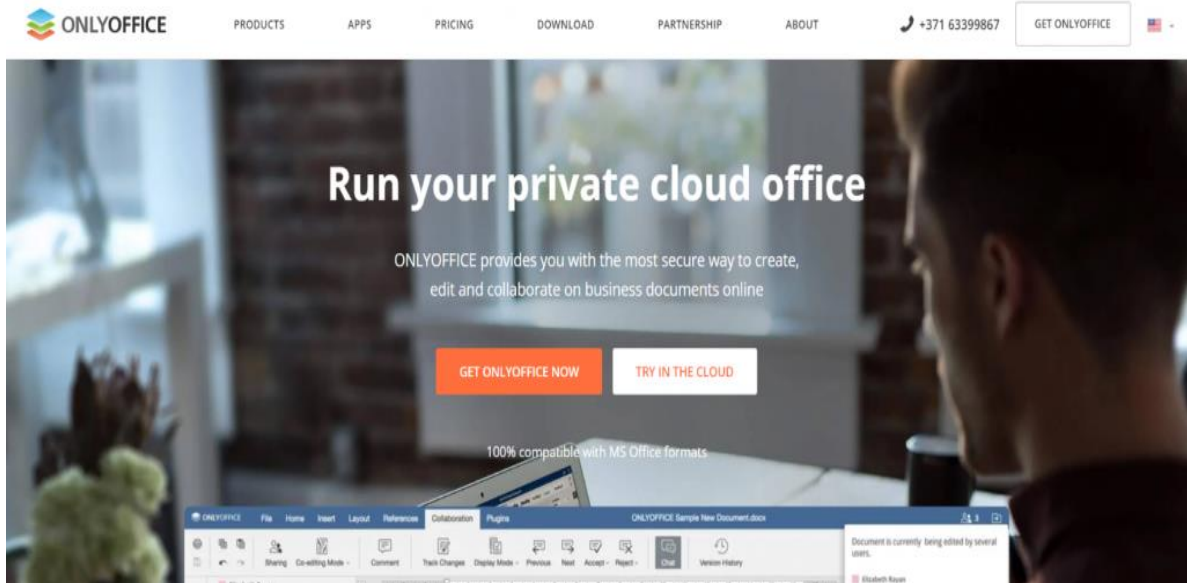 ONLYOFFICE
PRODUCTS
APPS
PRICING
DOWNLOAD
PARTNERSHIP
ABOUT
+371 63399867
GET ONLYOFFICE
Run your private cloud office
ONLYOFFICE provides you with the most secure way to create,
edit and collaborate on business documents online
GET ONLYOFFICE NOW
TRY IN THE CLOUD
100% compatible with MS Office formats
ONLYOFFICE File Home Insert Layout References Collaboration Plugins
ONLYOFFICE Sample New Document.docx
3
Sharing Co-editing Mode Comment Track Changes Display Mode Previous Next Accept Reject Chat Version History
Document is currently being edited by several
users.
Elizabeth